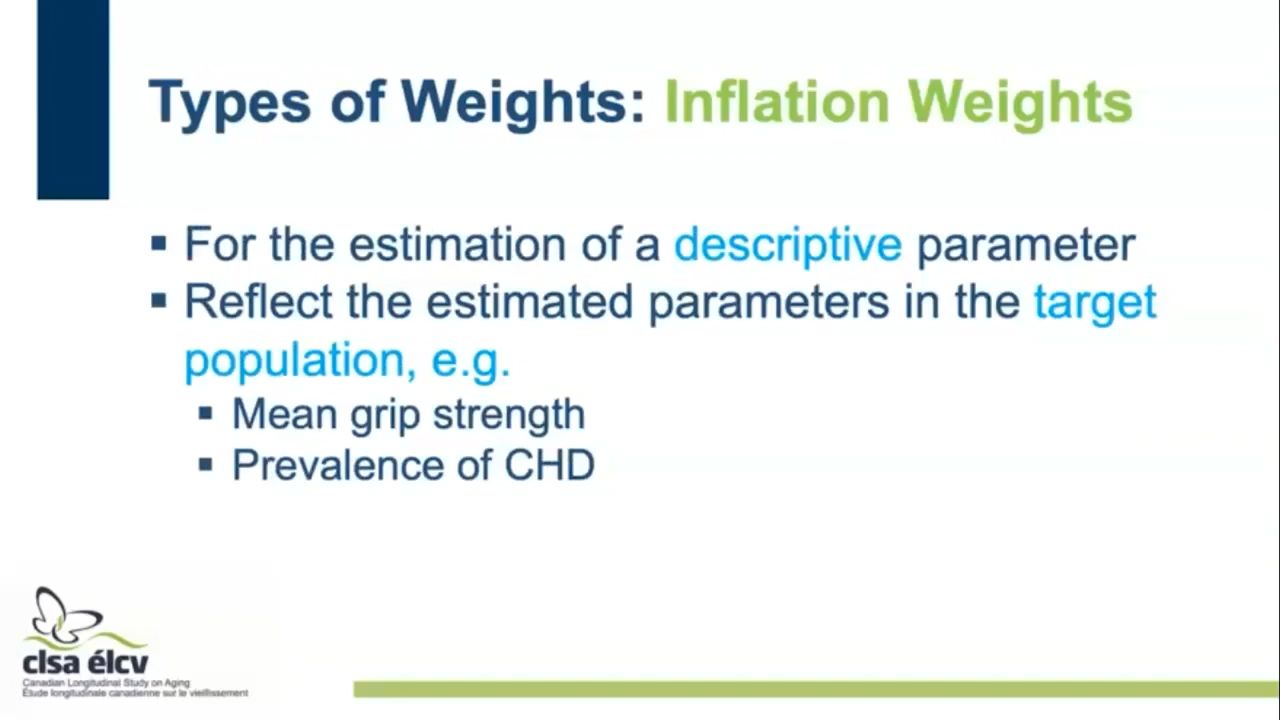 Types of Weights: Inflation Weights
▪ For the estimation of a descriptive parameter
▪ Reflect the estimated parameters in the target
population, e.g.
▪ Mean grip strength
▪ Prevalence of CHD
clsa élcv
Canadian Longitudinal Study on Aging
Étude longitudinale canadienne sur le vieillissement